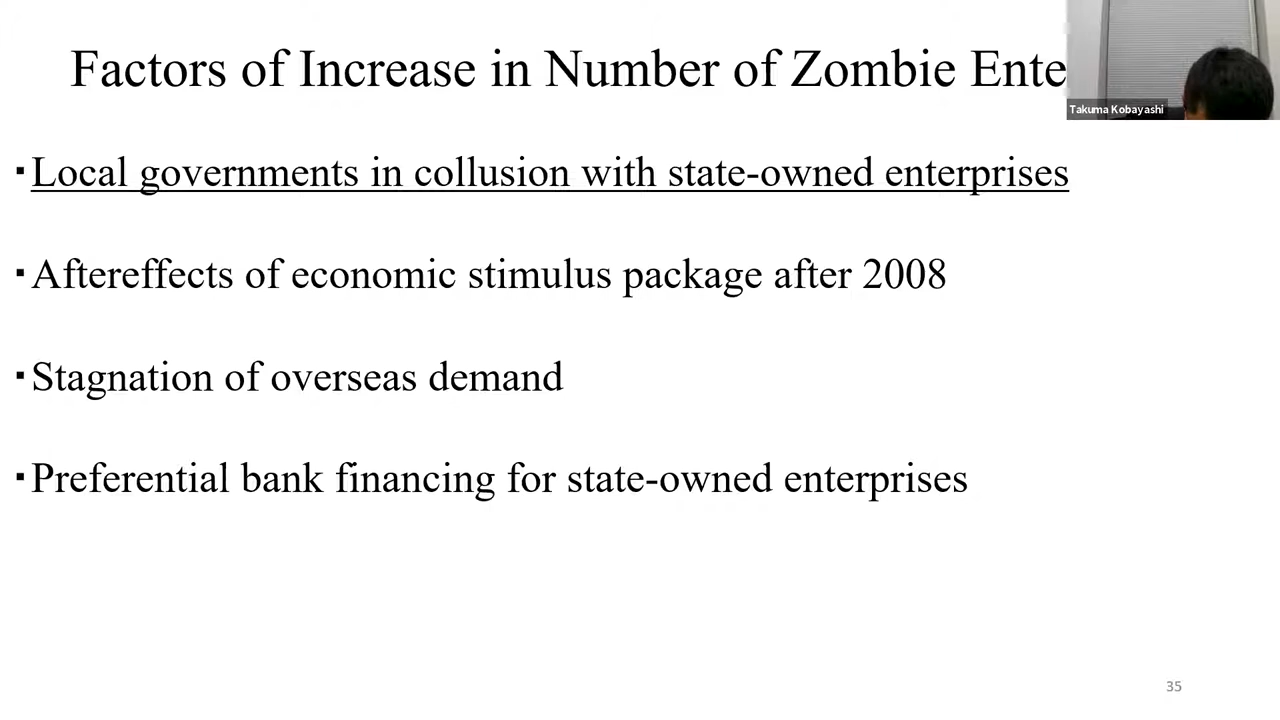 Factors of Increase in Number of Zombie Ente
Takuma Kobayashi
▪Local governments in collusion with state-owned enterprises
▪Aftereffects of economic stimulus package after 2008
▪Stagnation of overseas demand
▪Preferential bank financing for state-owned enterprises
35